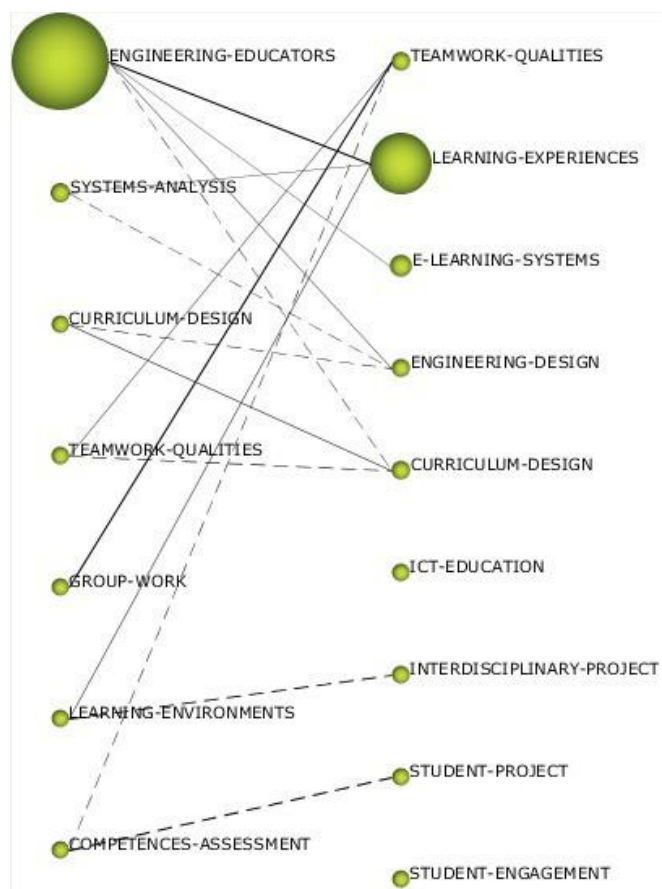 ENGINEERING-EDUCATORS
SYSTEMS-ANALYSIS
CURRICULUM-DESIGN
TEAMWORK-QUALITIES
GROUP-WORK
LEARNING-ENVIRONMENTS
COMPETENCES-ASSESSMENT
TEAMWORK-QUALITIES
LEARNING-EXPERIENCES
E-LEARNING-SYSTEMS
ENGINEERING-DESIGN
CURRICULUM-DESIGN
ICT-EDUCATION
INTERDISCIPLINARY-PROJECT
STUDENT-PROJECT
STUDENT-ENGAGEMENT